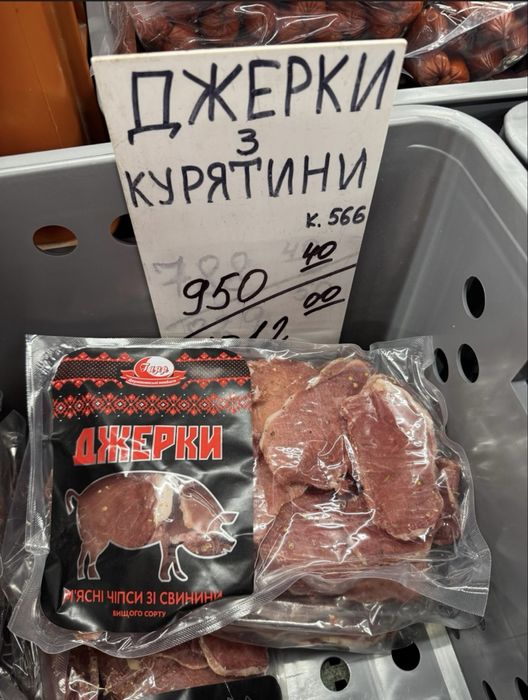 ДЖЕРКИ
З
КУРЯТИНИ
К. 566
950 40
00
ДЖЕРКИ
М'ЯСНІ ЧІПСИ ЗІ СВИНИНИ
ВИЩОГО СОРТУ